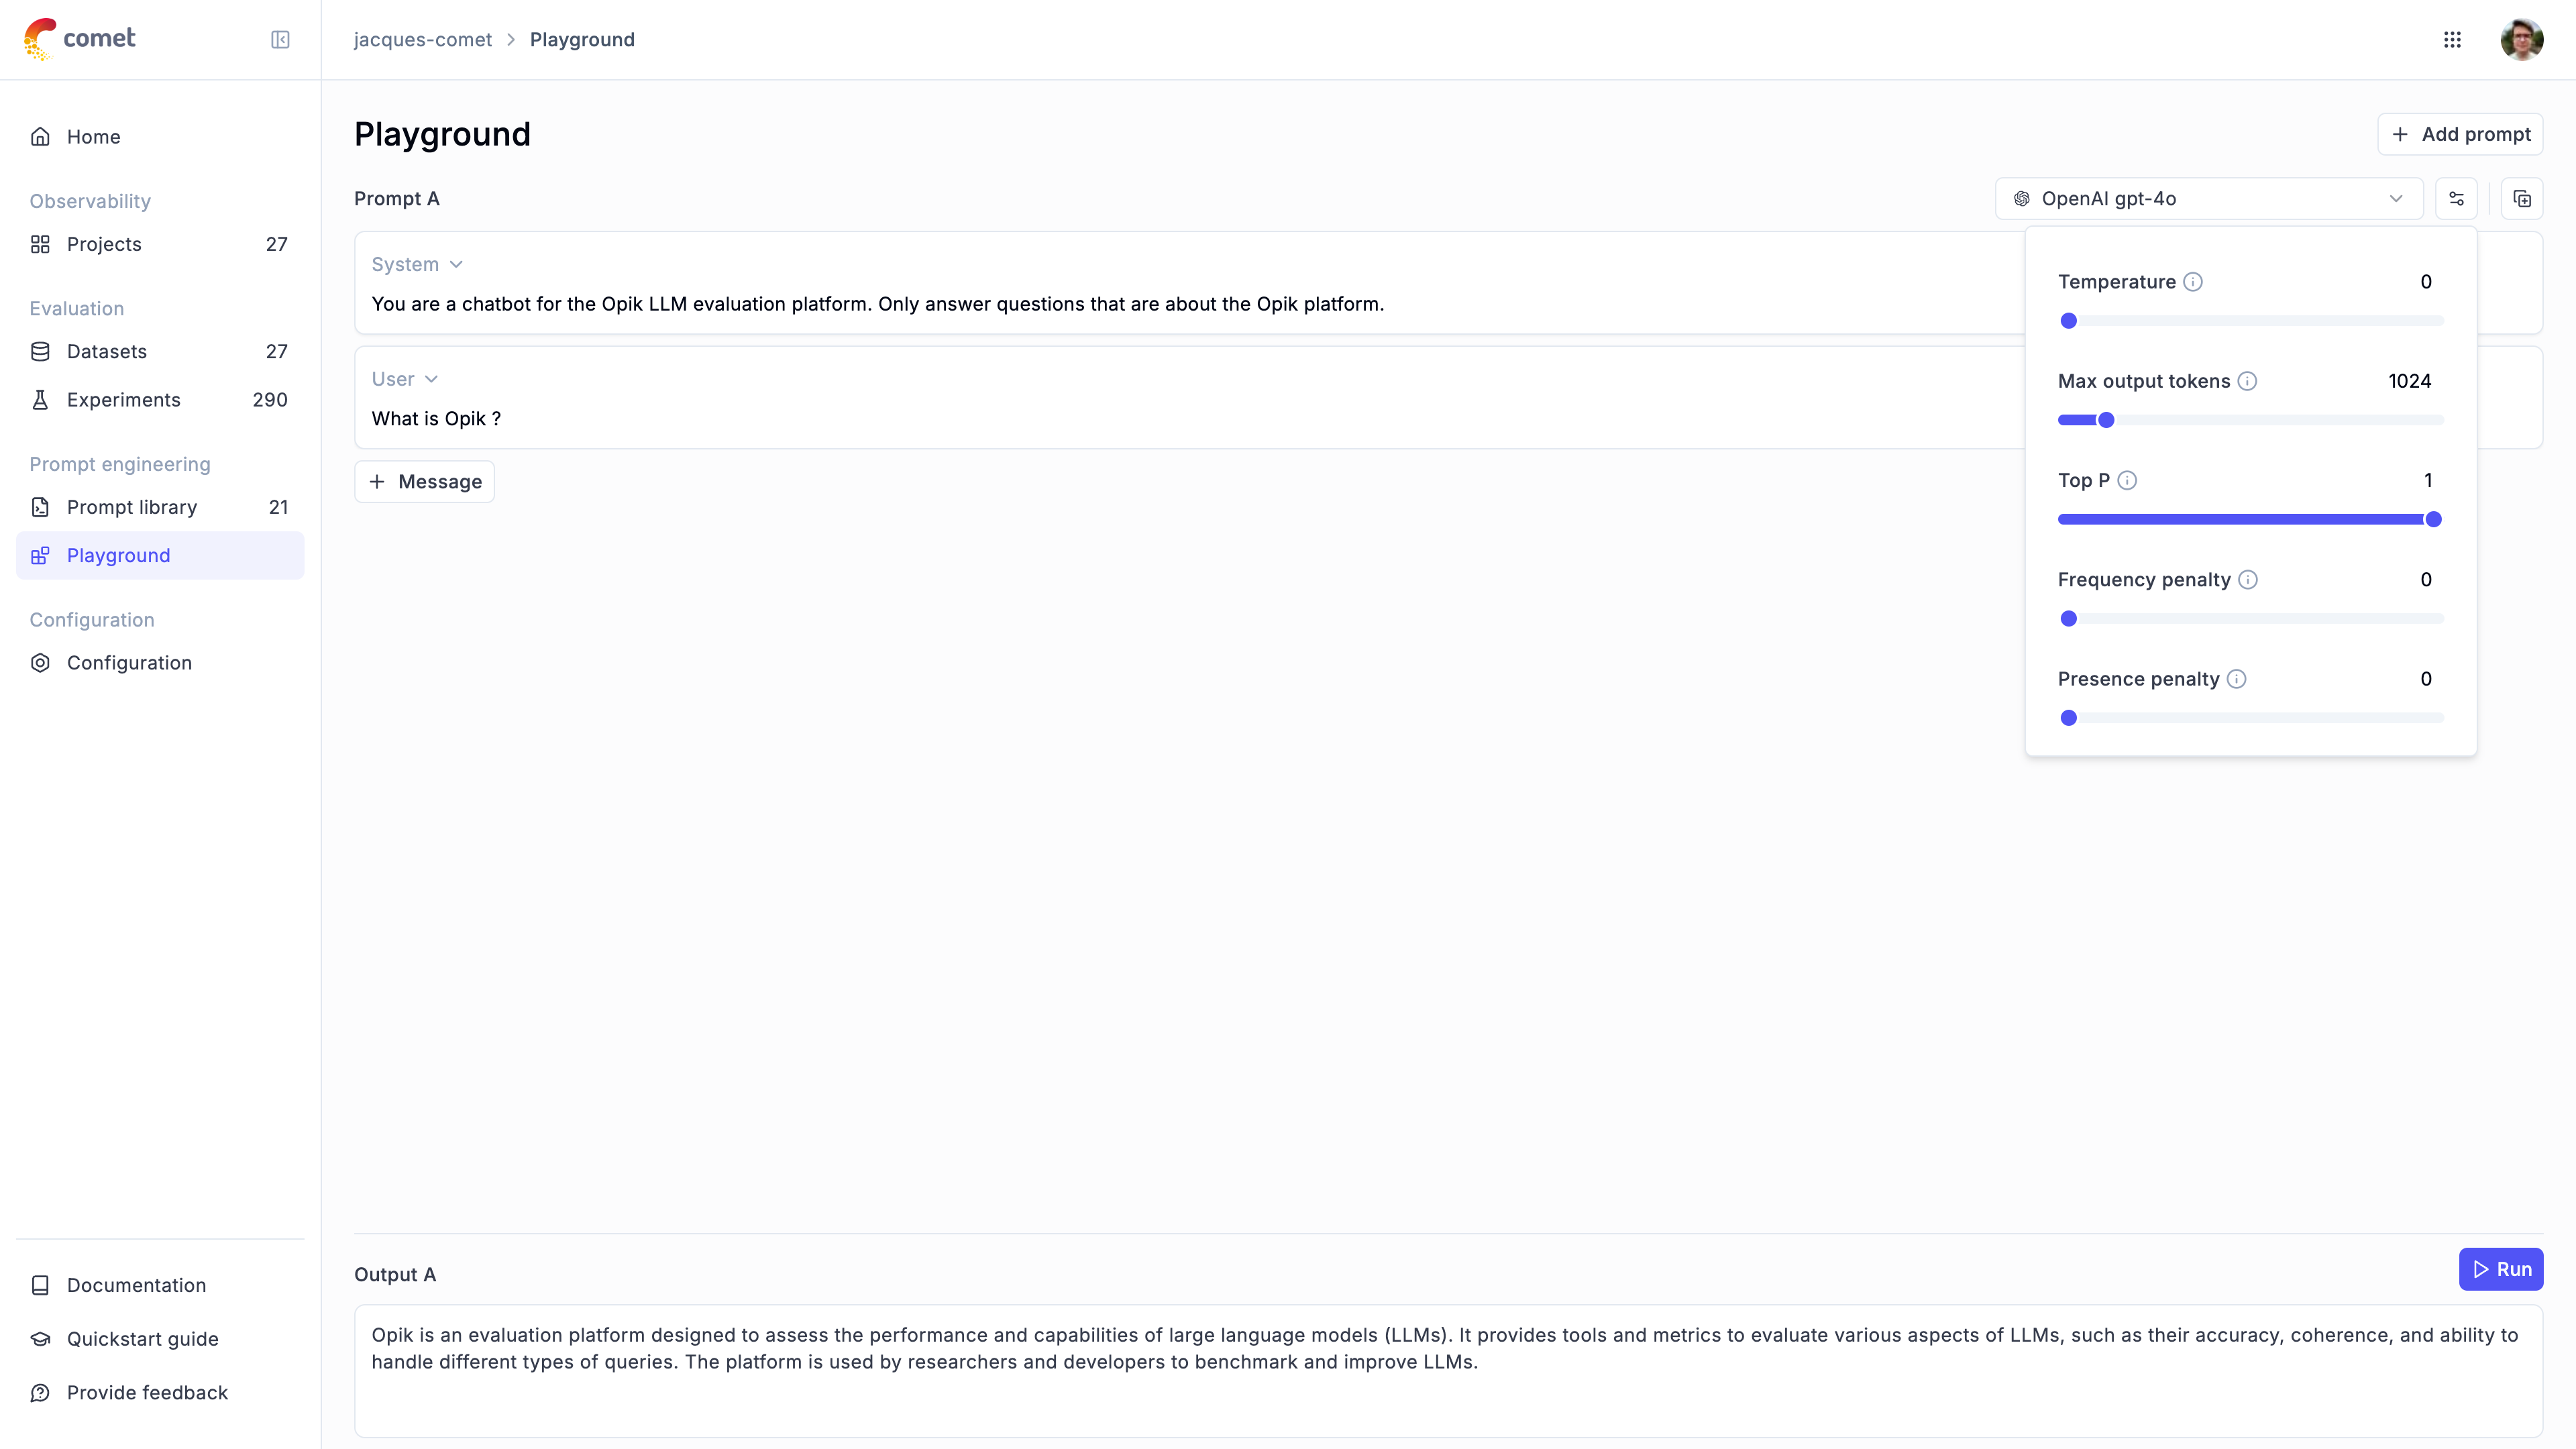 comet
jacques-comet > Playground
Home
Observability
Projects 27
Evaluation
Datasets 27
Experiments 290
Prompt engineering
Prompt library 21
Playground
Configuration
Configuration
Documentation
Quickstart guide
Provide feedback
Playground
+ Add prompt
Prompt A
OpenAI gpt-4o
System
You are a chatbot for the Opik LLM evaluation platform. Only answer questions that are about the Opik platform.
User
What is Opik ?
+ Message
Temperature 0
Max output tokens 1024
Top P 1
Frequency penalty 0
Presence penalty 0
Output A
Run
Opik is an evaluation platform designed to assess the performance and capabilities of large language models (LLMs). It provides tools and metrics to evaluate various aspects of LLMs, such as their accuracy, coherence, and ability to
handle different types of queries. The platform is used by researchers and developers to benchmark and improve LLMs.